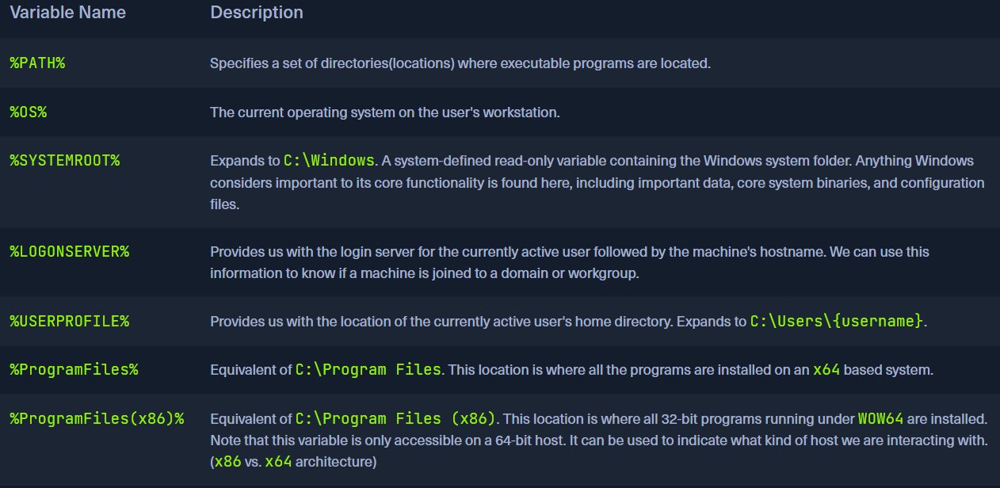 Variable Name Description
%PATH% Specifies a set of directories(locations) where executable programs are located.
%OS% The current operating system on the user's workstation.
%SYSTEMROOT% Expands to C:\Windows. A system-defined read-only variable containing the Windows system folder. Anything Windows
considers important to its core functionality is found here, including important data, core system binaries, and configuration
files.
%LOGONSERVER% Provides us with the login server for the currently active user followed by the machine's hostname. We can use this
information to know if a machine is joined to a domain or workgroup.
%USERPROFILE% Provides us with the location of the currently active user's home directory. Expands to C:\Users\{username}.
%ProgramFiles% Equivalent of C:\Program Files. This location is where all the programs are installed on an x64 based system.
%ProgramFiles(x86)% Equivalent of C:\Program Files (x86). This location is where all 32-bit programs running under WOW64 are installed.
Note that this variable is only accessible on a 64-bit host. It can be used to indicate what kind of host we are interacting with.
(x86 vs. x64 architecture)